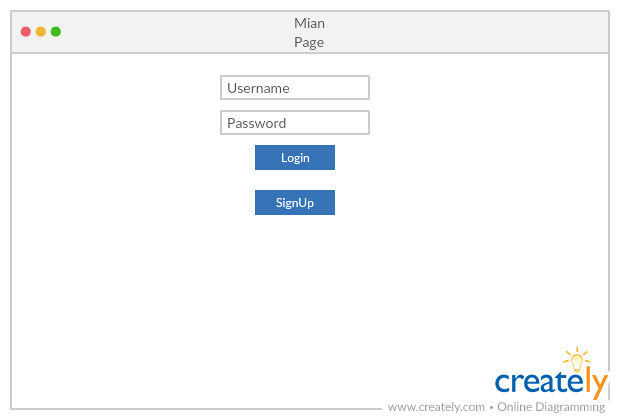 Mian
Page
Username
Password
Login
SignUp
creately
www.creately.com • Online Diagramming